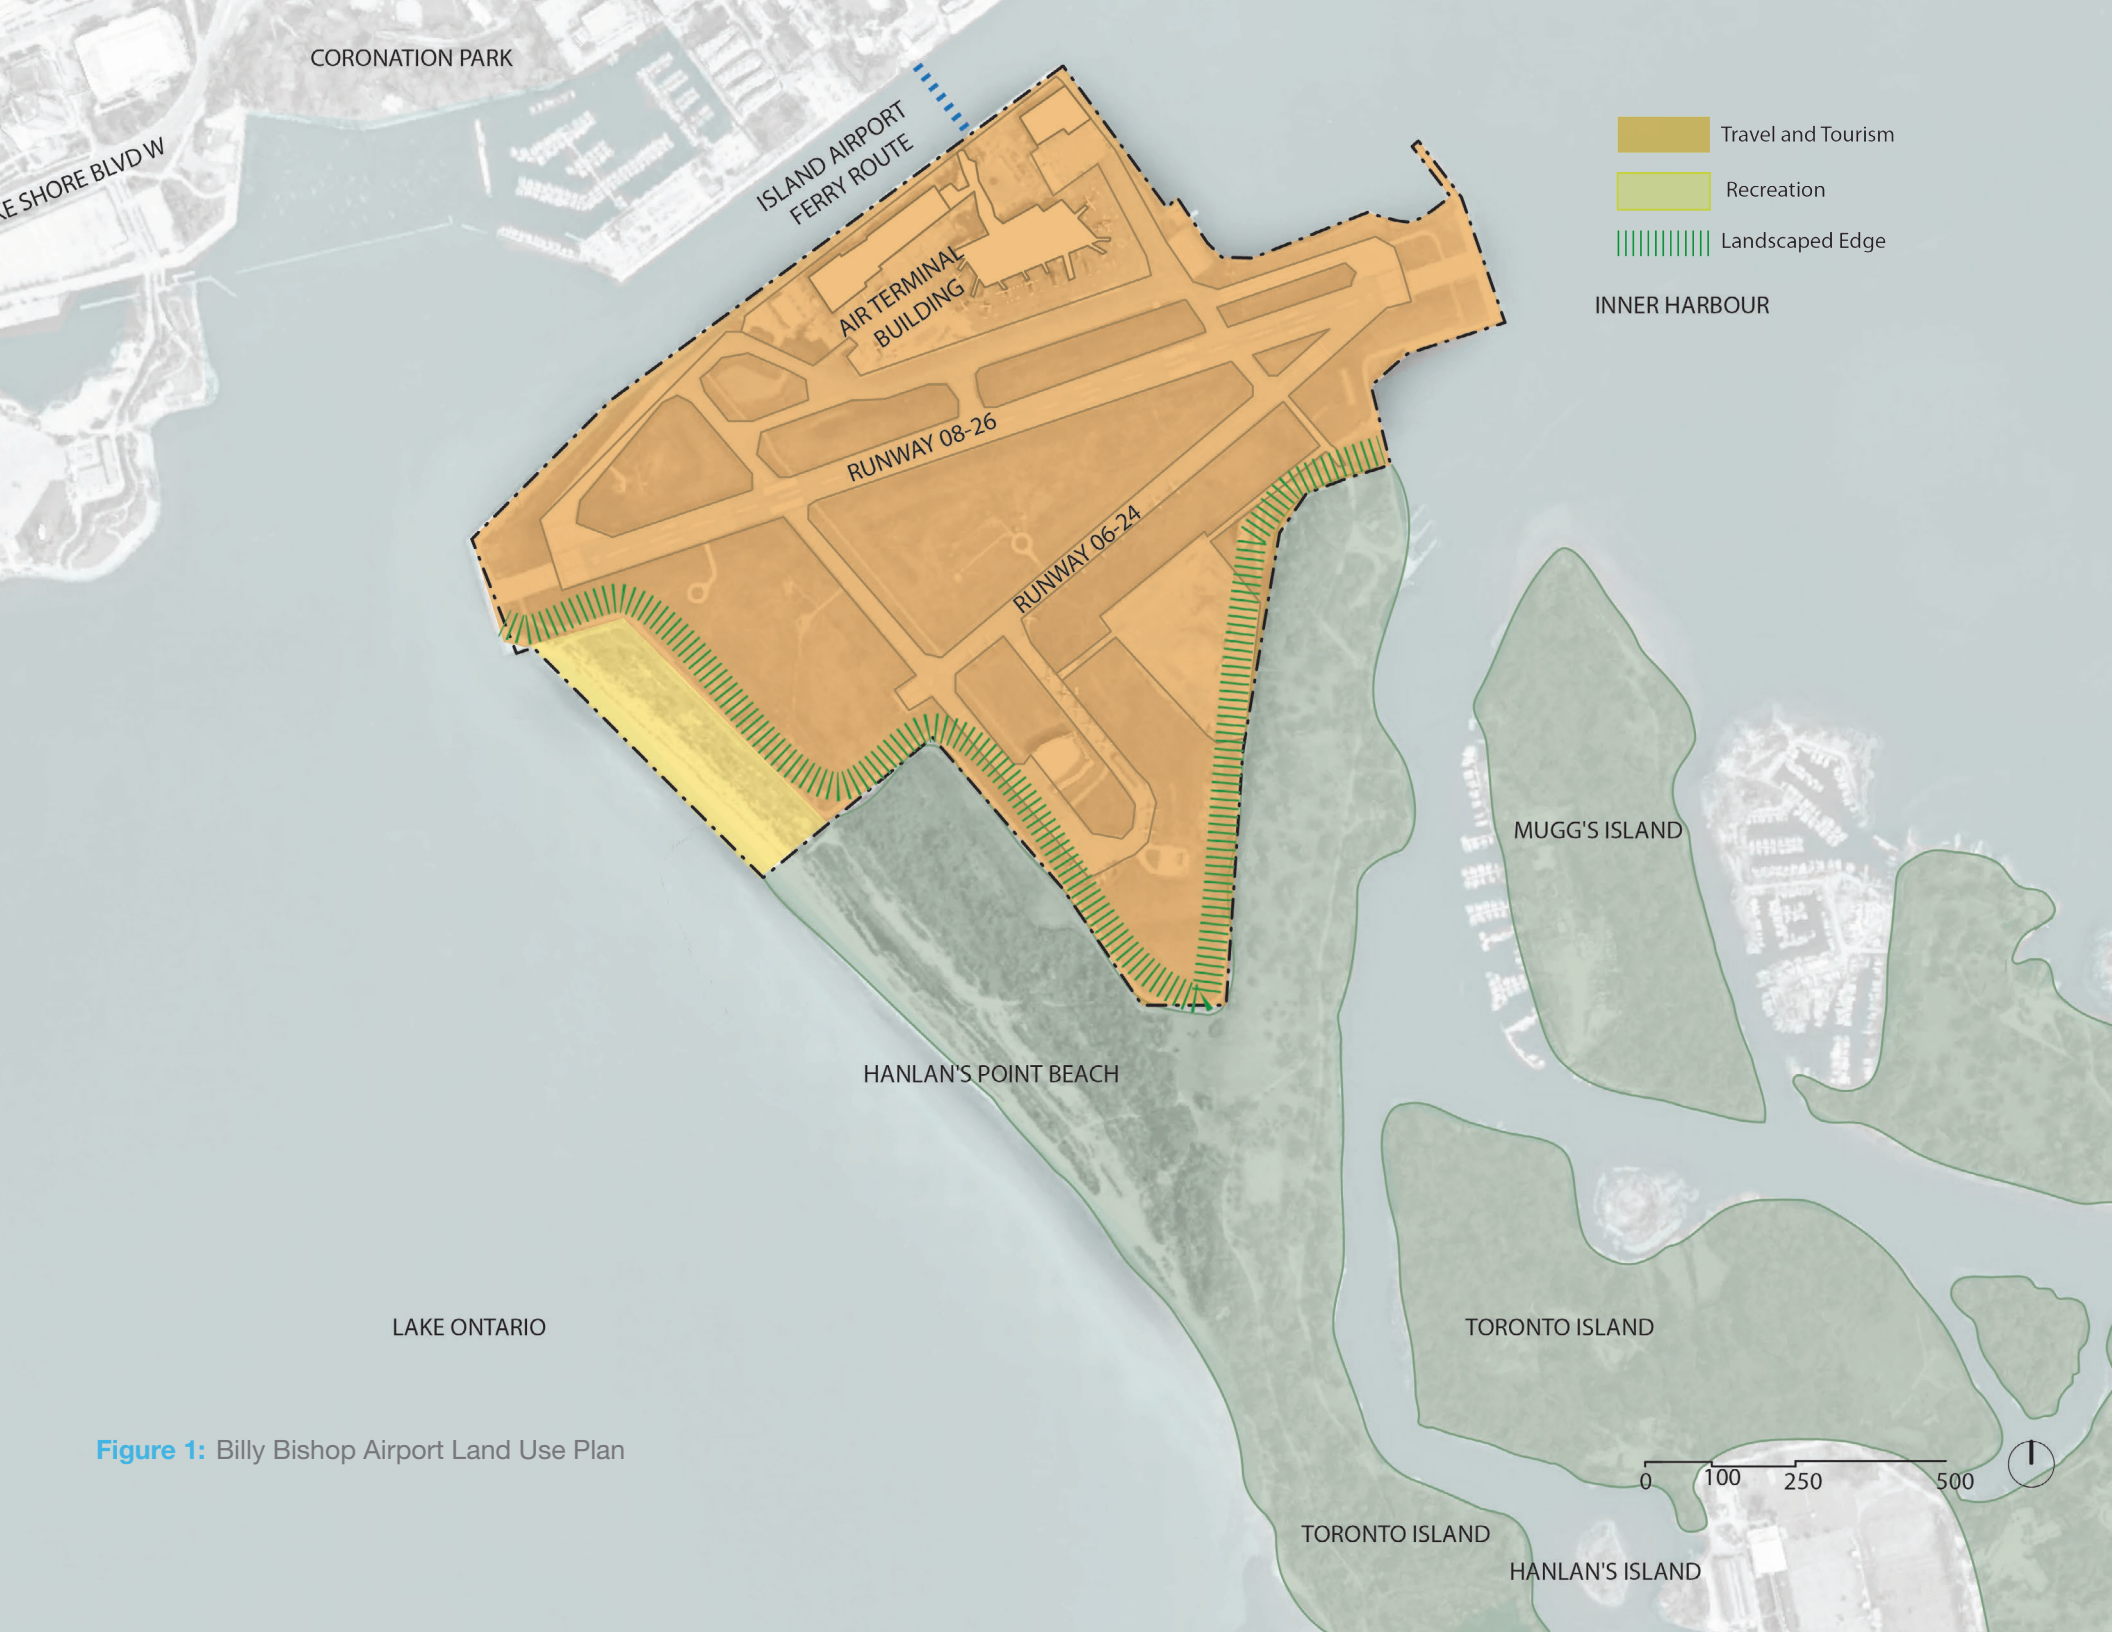 CORONATION PARK
KE SHORE BLVD W
ISLAND AIRPORT
FERRY ROUTE
Travel and Tourism
Recreation
Landscaped Edge
INNER HARBOUR
AIR TERMINAL
BUILDING
RUNWAY 08-26
RUNWAY 06-24
MUGG'S ISLAND
HANLAN'S POINT BEACH
LAKE ONTARIO
TORONTO ISLAND
Figure 1: Billy Bishop Airport Land Use Plan
0 100 250 500
TORONTO ISLAND
HANLAN'S ISLAND